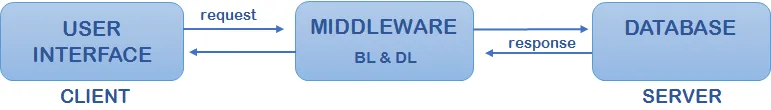 USER
INTERFACE
CLIENT
request
MIDDLEWARE
BL & DL
response
DATABASE
SERVER